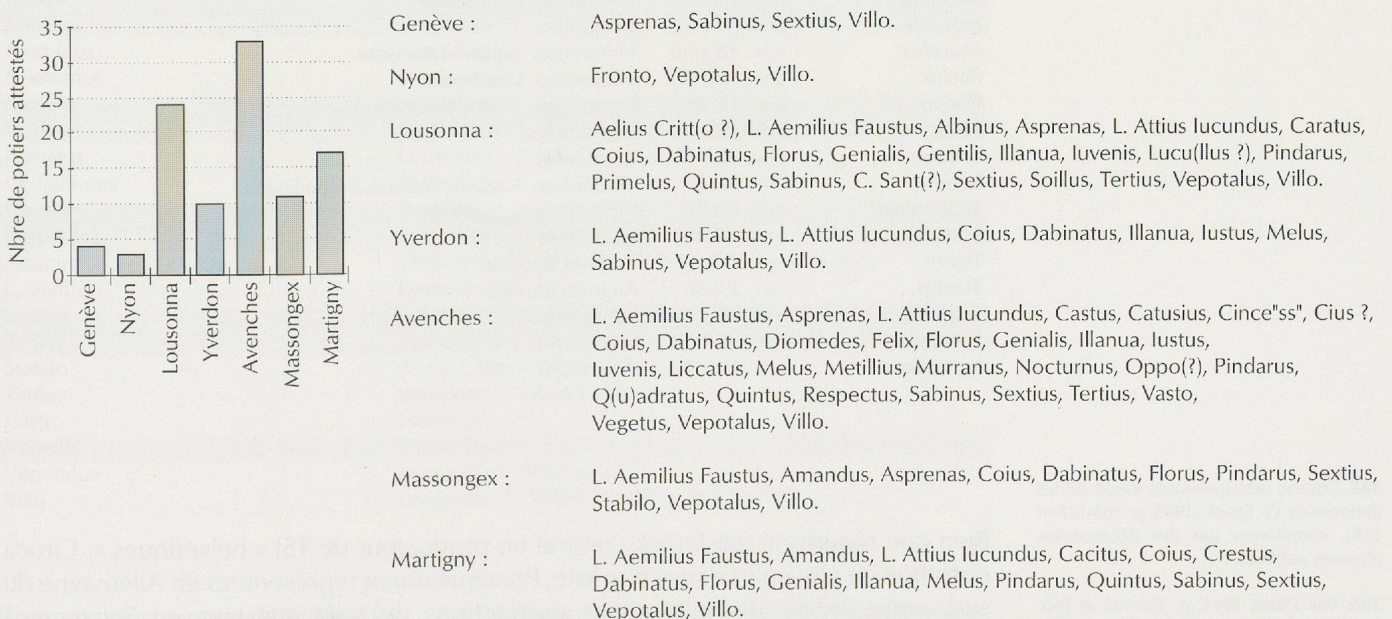 Nbre de potiers attestés
35
30
25
20
15
10
5
0
Genève
Nyon
Lousonna
Yverdon
Avenches
Massongex
Martigny
Genève : Asprenas, Sabinus, Sextius, Villo.
Nyon : Fronto, Vepotalus, Villo.
Lousonna : Aelius Critt(o ?), L. Aemilius Faustus, Albinus, Asprenas, L. Attius Iucundus, Caratus,
Coius, Dabinatus, Florus, Genialis, Gentilis, Illanua, Iuvenis, Lucu(llus ?), Pindarus,
Primelus, Quintus, Sabinus, C. Sant(?), Sextius, Soillus, Tertius, Vepotalus, Villo.
Yverdon : L. Aemilius Faustus, L. Attius Iucundus, Coius, Dabinatus, Illanua, Iustus, Melus,
Sabinus, Vepotalus, Villo.
Avenches : L. Aemilius Faustus, Asprenas, L. Attius Iucundus, Castus, Catusius, Cince"ss", Cius ?,
Coius, Dabinatus, Diomedes, Felix, Florus, Genialis, Illanua, Iustus,
Iuvenis, Liccatus, Melus, Metillius, Murranus, Nocturnus, Oppo(?), Pindarus,
Q(u)adratus, Quintus, Respectus, Sabinus, Sextius, Tertius, Vasto,
Vegetus, Vepotalus, Villo.
Massongex : L. Aemilius Faustus, Amandus, Asprenas, Coius, Dabinatus, Florus, Pindarus, Sextius,
Stabilo, Vepotalus, Villo.
Martigny : L. Aemilius Faustus, Amandus, L. Attius Iucundus, Cacitus, Coius, Crestus,
Dabinatus, Florus, Genialis, Illanua, Melus, Pindarus, Quintus, Sabinus, Sextius,
Vepotalus, Villo.